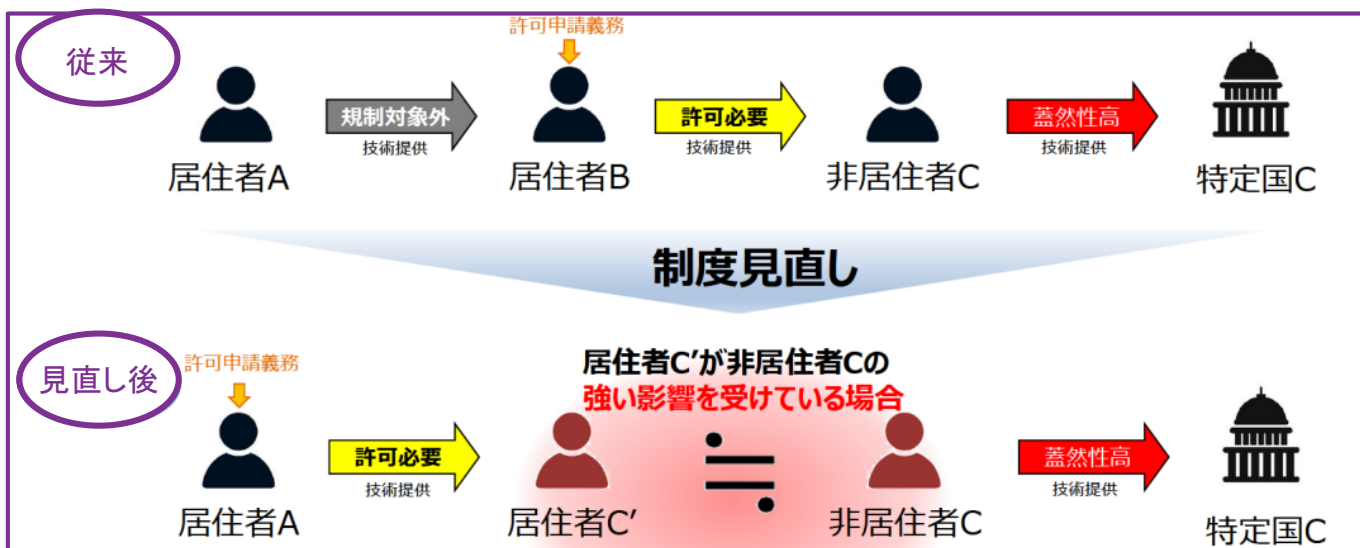 従来
許可申請義務
規制対象外
許可必要
蓋然性高
技術提供
技術提供
技術提供
居住者A
居住者B
非居住者C
特定国C
制度見直し
見直し後
許可申請義務
居住者C′が非居住者Cの
強い影響を受けている場合
許可必要
≒
蓋然性高
技術提供
技術提供
居住者A
居住者C′
非居住者C
特定国C